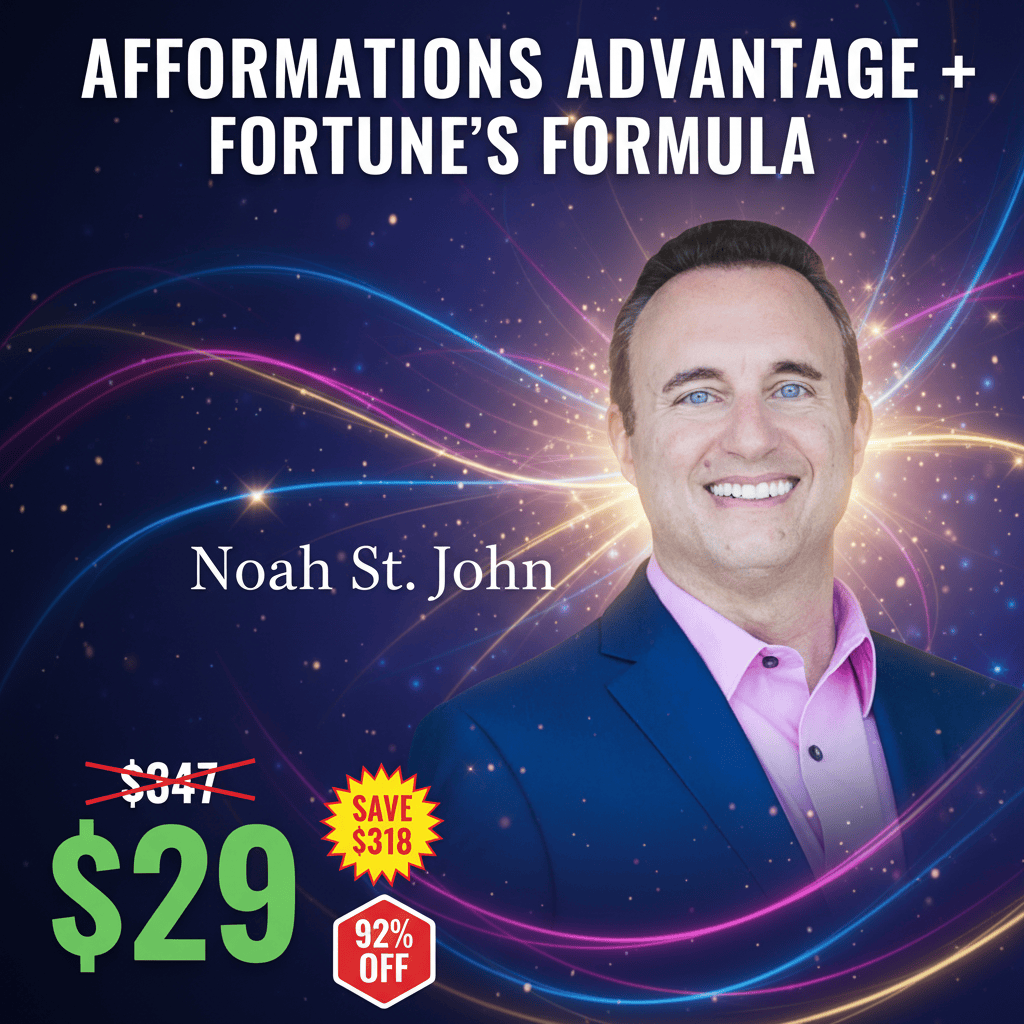 AFFORMATIONS ADVANTAGE +
FORTUNE’S FORMULA
Noah St. John
$347
$29
SAVE
$318
92%
OFF